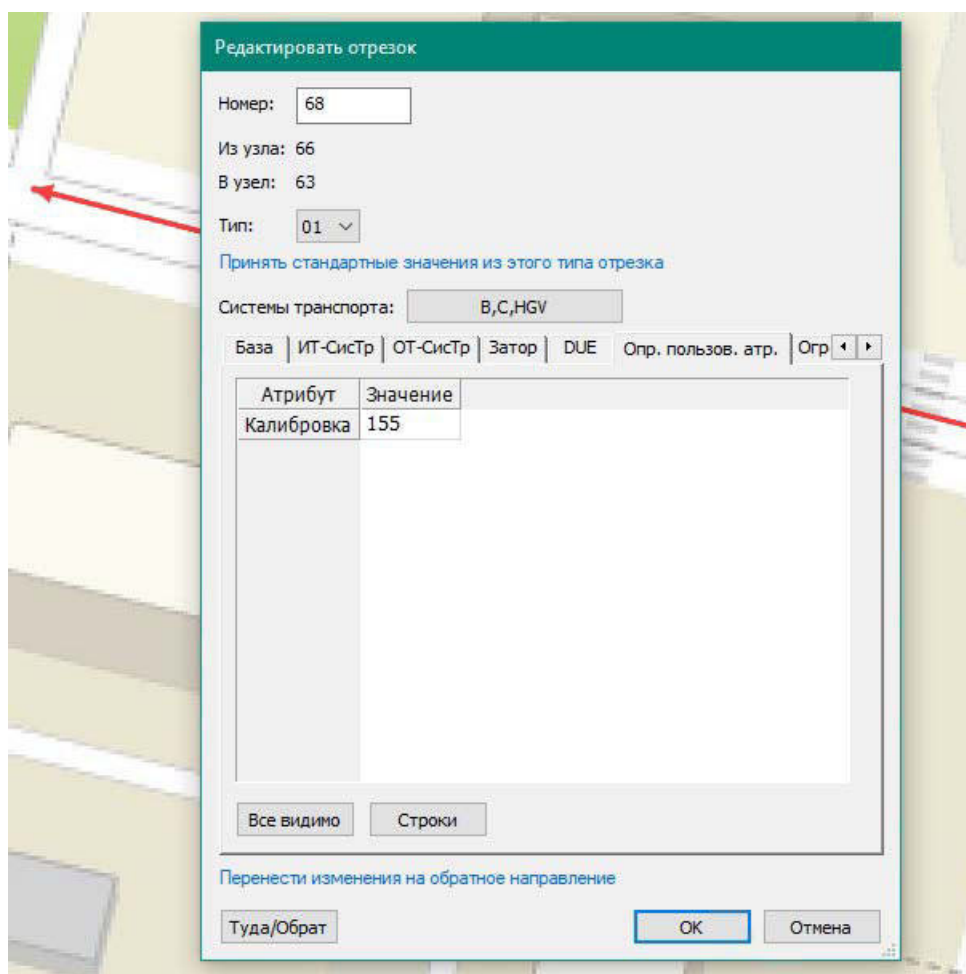 Редактировать отрезок
Номер: 68
Из узла: 66
В узел: 63
Тип: 01
Принять стандартные значения из этого типа отрезка
Системы транспорта: B,C,HGV
База ИТ-СисТр ОТ-СисТр Затор DUE Опр. пользов. атр. Огр
Атрибут Значение
Калибровка 155
Все видимо Строки
Перенести изменения на обратное направление
Туда/Обрат OK Отмена